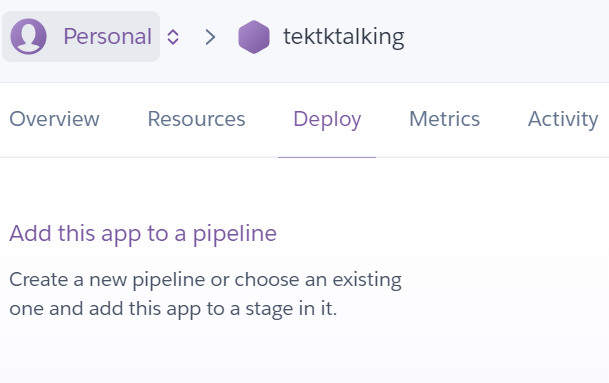 Personal > tektktalking
Overview Resources Deploy Metrics Activity
Add this app to a pipeline
Create a new pipeline or choose an existing
one and add this app to a stage in it.